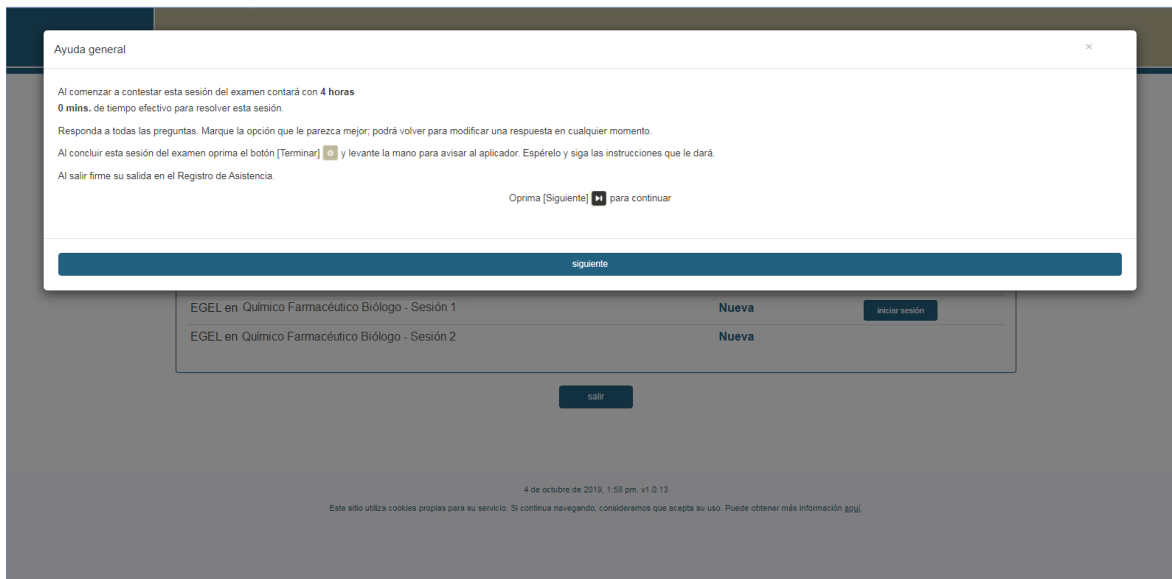 Ayuda general
×
Al comenzar a contestar esta sesión del examen contará con 4 horas
0 mins. de tiempo efectivo para resolver esta sesión.
Responda a todas las preguntas. Marque la opción que le parezca mejor; podrá volver para modificar una respuesta en cualquier momento.
Al concluir esta sesión del examen oprima el botón [Terminar] y levante la mano para avisar al aplicador. Espérelo y siga las instrucciones que le dará.
Al salir firme su salida en el Registro de Asistencia.
Oprima [Siguiente] para continuar
siguiente
EGEL en Químico Farmacéutico Biólogo - Sesión 1 Nueva iniciar sesión
EGEL en Químico Farmacéutico Biólogo - Sesión 2 Nueva
salir
4 de octubre de 2019, 1:56 pm. v1.0.13
Este sitio utiliza cookies propias para su servicio. Si continua navegando, consideramos que acepta su uso. Puede obtener más información aquí.